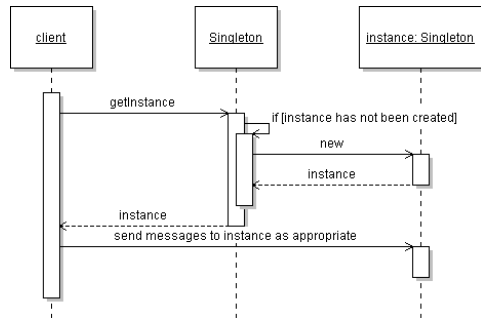 client
Singleton
instance: Singleton
getInstance
if [instance has not been created]
new
instance
instance
send messages to instance as appropriate